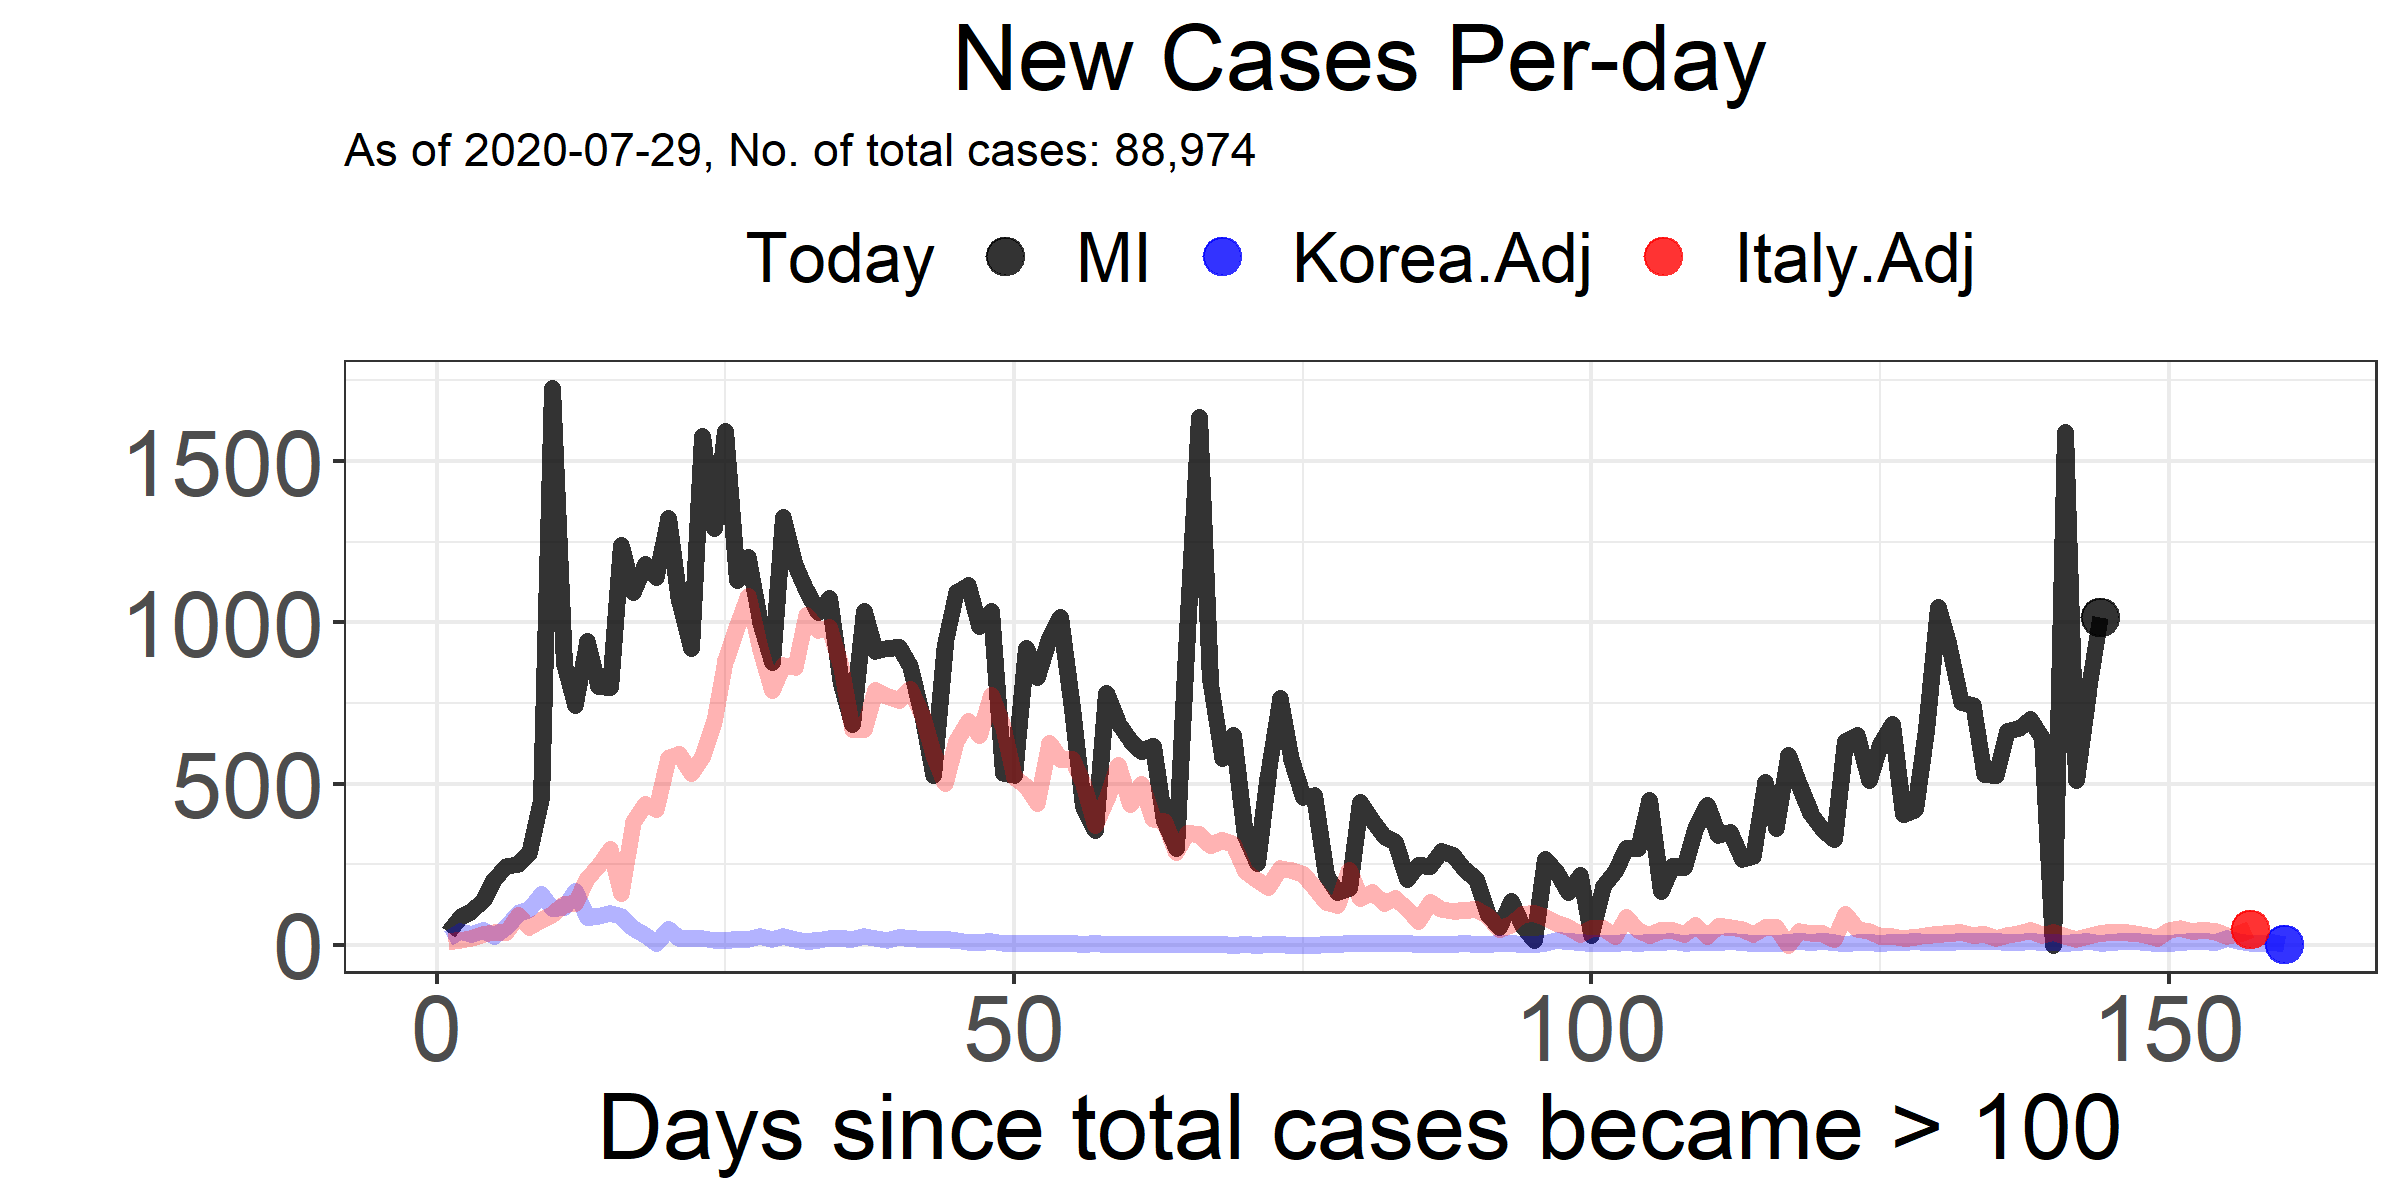 New Cases Per-day
As of 2020-07-29, No. of total cases: 88,974
Today MI Korea.Adj Italy.Adj
1500
1000
500
0
0 50 100 150
Days since total cases became > 100